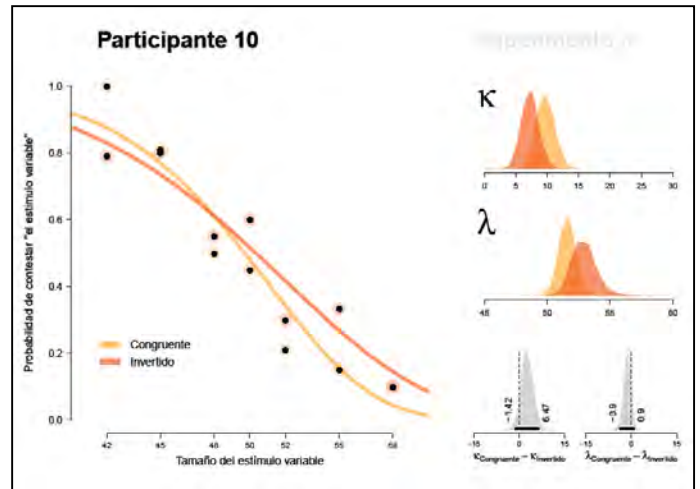 Participante 10
Probabilidad de contestar "el estímulo variable"
1.0
0.8
0.6
0.4
0.2
0.0
Congruente
Invertido
42 45 48 50 52 55 58
Tamaño del estímulo variable
κ
0 5 10 15 20 25 30
λ
45 50 55 60
−1.42 6.47
−15 0 15
κCongruente − κInvertido
−3.9 0.9
−15 0 15
λCongruente − λInvertido